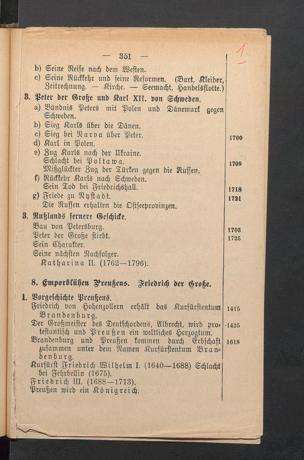 — 351 —
1
b) Seine Reise nach dem Westen.
c) Seine Rückkehr und seine Reformen. (Bart, Kleider,
Zeitrechnung. — Kirche. — Seemacht, Handelsflotte.)
3. Peter der Große und Karl XII. von Schweden.
a) Bündnis Peters mit Polen und Dänemark gegen
Schweden.
b) Sieg Karls über die Dänen.
c) Sieg bei Narva über Peter. 1700
d) Karl in Polen.
e) Zug Karls nach der Ukraine.
Schlacht bei Poltawa. 1709
Mißglückter Zug der Türken gegen die Russen.
f) Rückkehr Karls nach Schweden.
Sein Tod bei Friedrichshall. 1718
g) Friede zu Nystadt. 1721
Die Russen erhalten die Ostseeprovinzen.
3. Rußlands fernere Geschicke.
Bau von Petersburg. 1703
Peter der Große stirbt. 1725
Sein Charakter.
Seine nächsten Nachfolger.
Katharina II. (1762—1796).
8. Emporblühen Preußens. Friedrich der Große.
1. Vorgeschichte Preußens.
Friedrich von Hohenzollern erhält das Kurfürstentum 1415
Brandenburg.
Der Großmeister des Deutschordens, Albrecht, wird pro- 1525
testantisch und Preußen ein weltliches Herzogtum.
Brandenburg und Preußen kommen durch Erbschaft 1618
zusammen unter dem Namen Kurfürstentum Bran-
denburg.
Kurfürst Friedrich Wilhelm I. (1640—1688) Schlacht
bei Fehrbellin (1675).
Friedrich III. (1688—1713).
Preußen wird ein Königreich.